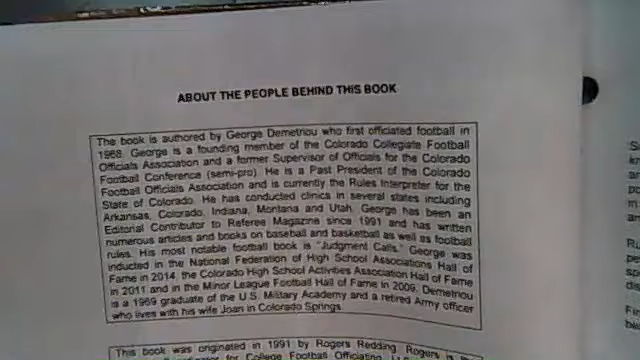 ABOUT THE PEOPLE BEHIND THIS BOOK
The book is authored by George Demetriou who first officiated football in
1968. George is a founding member of the Colorado Collegiate Football
Officials Association and a former Supervisor of Officials for the Colorado
Football Conference (semi-pro). He is a Past President of the Colorado
Football Officials Association and is currently the Rules Interpreter for the
State of Colorado. He has conducted clinics in several states including
Arkansas, Colorado, Indiana, Montana and Utah. George has been an
Editorial Contributor to Referee Magazine since 1991 and has written
numerous articles and books on baseball and basketball as well as football
rules. His most notable football book is "Judgment Calls." George was
inducted in the National Federation of High School Associations Hall of
Fame in 2014, the Colorado High School Activities Association Hall of Fame
in 2011 and in the Minor League Football Hall of Fame in 2009. Demetriou
is a 1969 graduate of the U.S. Military Academy and a retired Army officer
who lives with his wife Joan in Colorado Springs.
This book was originated in 1991 by Rogers Redding. Rogers is
for College Football Officiating,